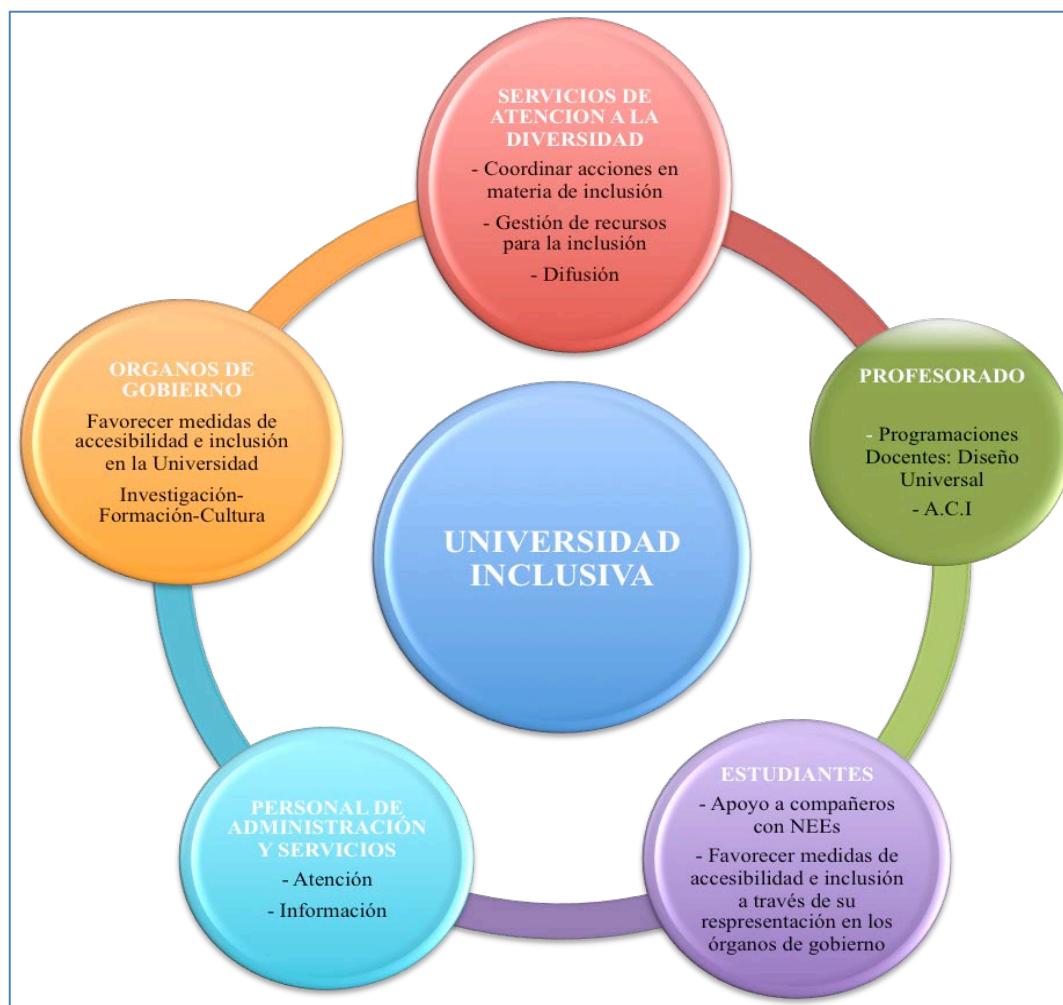 SERVICIOS DE
ATENCION A LA
DIVERSIDAD
- Coordinar acciones en
materia de inclusión
- Gestión de recursos
para la inclusión
- Difusión
PROFESORADO
- Programaciones
Docentes: Diseño
Universal
- A.C.I
ESTUDIANTES
- Apoyo a compañeros
con NEEs
- Favorecer medidas de
accesibilidad e inclusión
a través de su
respresentación en los
órganos de gobierno
PERSONAL DE
ADMINISTRACIÓN
Y SERVICIOS
- Atención
- Información
ORGANOS DE
GOBIERNO
Favorecer medidas de
accesibilidad e inclusión
en la Universidad
Investigación-
Formación-Cultura
UNIVERSIDAD
INCLUSIVA